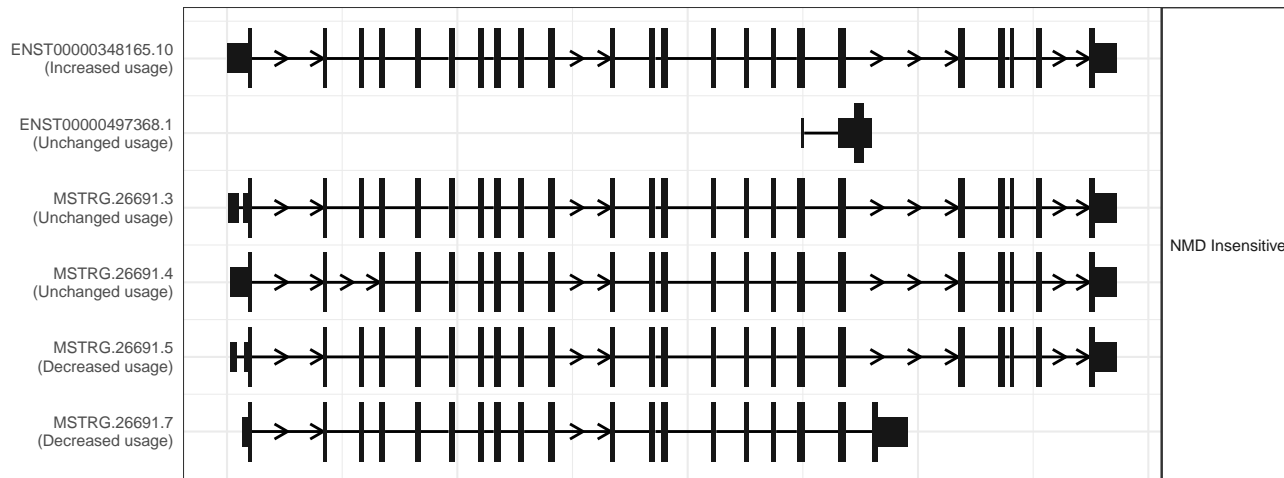 ENST00000348165.10
(Increased usage)
ENST00000497368.1
(Unchanged usage)
MSTRG.26691.3
(Unchanged usage)
MSTRG.26691.4
(Unchanged usage)
MSTRG.26691.5
(Decreased usage)
MSTRG.26691.7
(Decreased usage)
NMD Insensitive